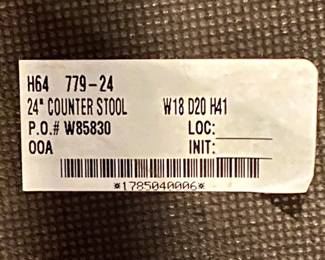 H64 779-24
24" COUNTER STOOL W18 D20 H41
P.O.# W85830 LOC:
OOA INIT:
*1785040006*